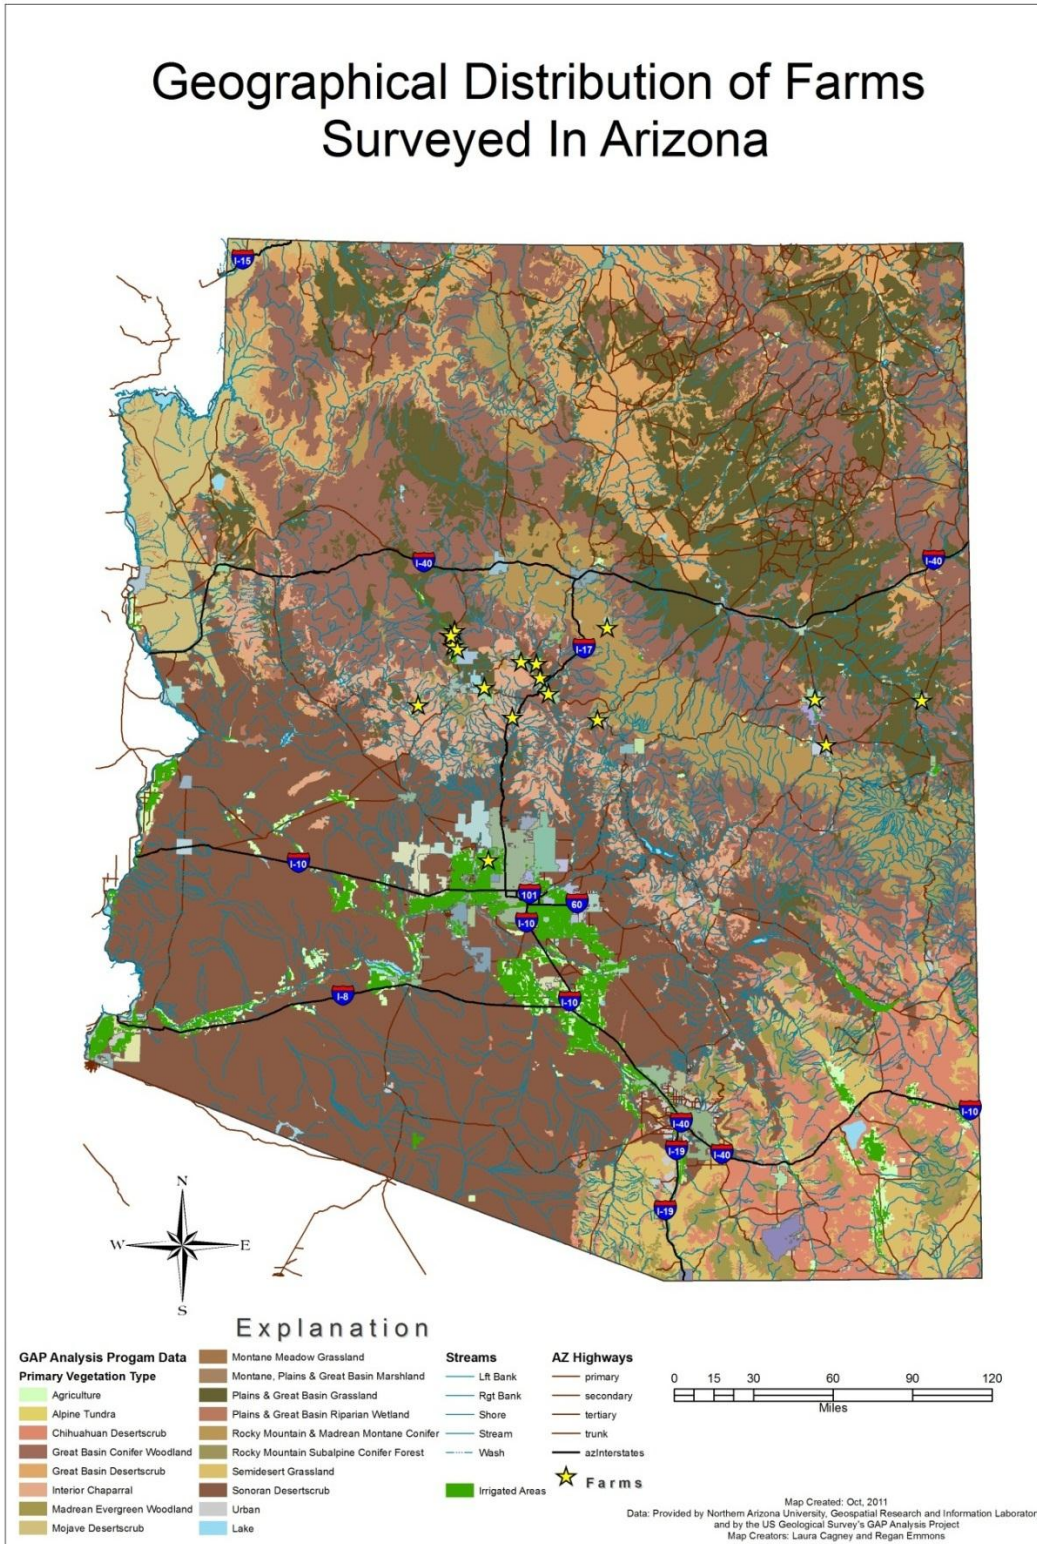 Geographical Distribution of Farms
Surveyed In Arizona
I-15
I-40
I-40
I-17
I-10
101
60
I-10
I-8
I-10
I-40
I-10
I-19
I-40
I-19
N
W
E
S
Explanation
GAP Analysis Progam Data
Primary Vegetation Type
Agriculture
Alpine Tundra
Chihuahuan Desertscrub
Great Basin Conifer Woodland
Great Basin Desertscrub
Interior Chaparral
Madrean Evergreen Woodland
Mojave Desertscrub
Montane Meadow Grassland
Montane, Plains & Great Basin Marshland
Plains & Great Basin Grassland
Plains & Great Basin Riparian Wetland
Rocky Mountain & Madrean Montane Conifer
Rocky Mountain Subalpine Conifer Forest
Semidesert Grassland
Sonoran Desertscrub
Urban
Lake
Streams
Lft Bank
Rgt Bank
Shore
Stream
Wash
Irrigated Areas
AZ Highways
primary
secondary
tertiary
trunk
azInterstates
Farms
0 15 30 60 90 120
Miles
Map Created: Oct, 2011
Data: Provided by Northern Arizona University, Geospatial Research and Information Laborator
and by the US Geological Survey's GAP Analysis Project
Map Creators: Laura Cagney and Regan Emmons